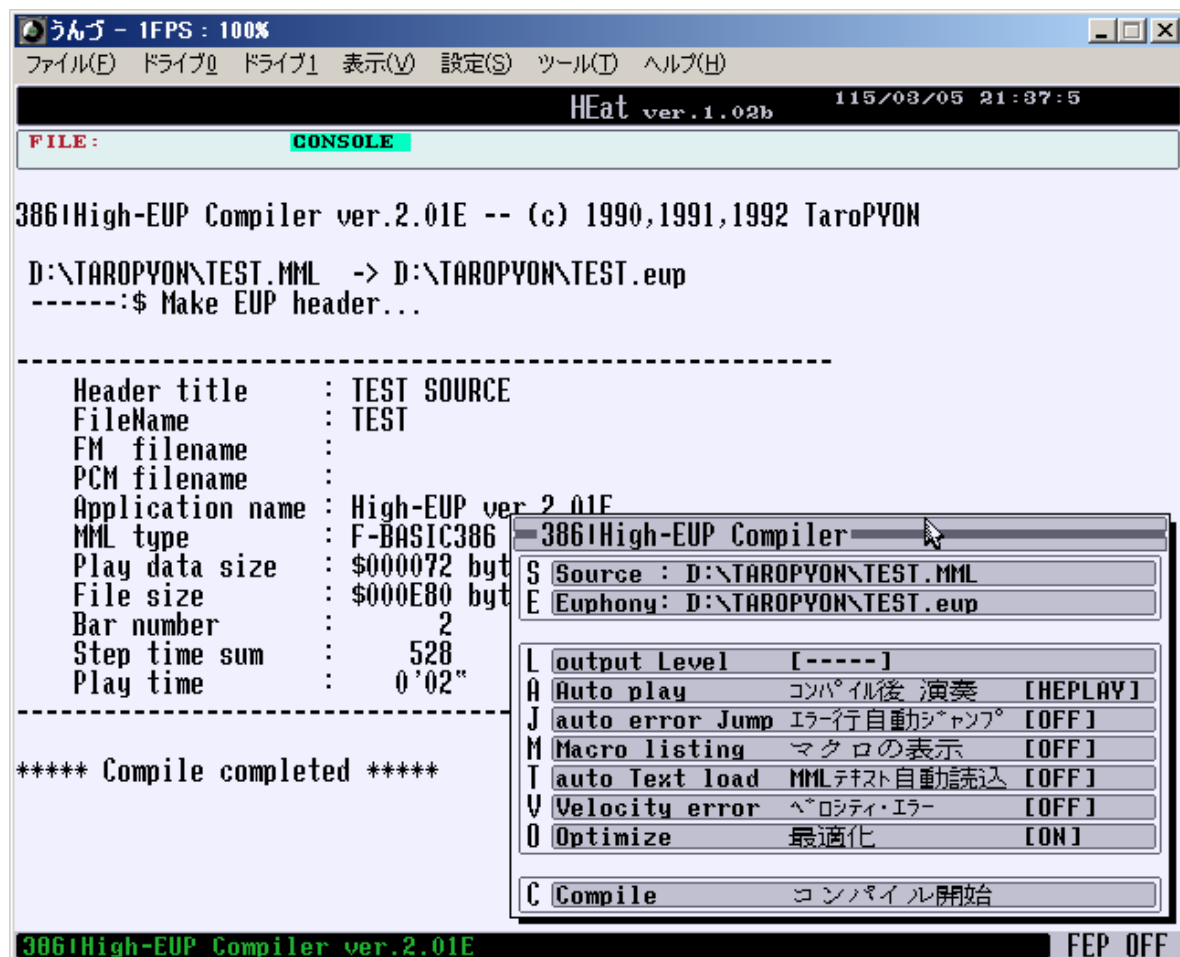 うんづ - 1FPS : 100%
ファイル(F) ドライブ0 ドライブ1 表示(V) 設定(S) ツール(T) ヘルプ(H)
HEat ver.1.02b 115/03/05 21:37:5
FILE: CONSOLE
386|High-EUP Compiler ver.2.01E -- (c) 1990,1991,1992 TaroPYON
D:\TAROPYON\TEST.MML -> D:\TAROPYON\TEST.eup
------:$ Make EUP header...
Header title : TEST SOURCE
FileName : TEST
FM filename :
PCM filename :
Application name : High-EUP ver 2.01E
MML type : F-BASIC386
Play data size : $000072 byt
File size : $000E80 byt
Bar number : 2
Step time sum : 528
Play time : 0'02"
***** Compile completed *****
386|High-EUP Compiler
S Source : D:\TAROPYON\TEST.MML
E Euphony: D:\TAROPYON\TEST.eup
L output Level [-----]
A Auto play コンパイル後 演奏 [HEPLAY]
J auto error Jump エラー行自動ジャンプ [OFF]
M Macro listing マクロの表示 [OFF]
T auto Text load MMLテキスト自動読込 [OFF]
V Velocity error ベロシティ・エラー [OFF]
O Optimize 最適化 [ON]
C Compile コンパイル開始
386|High-EUP Compiler ver.2.01E FEP OFF